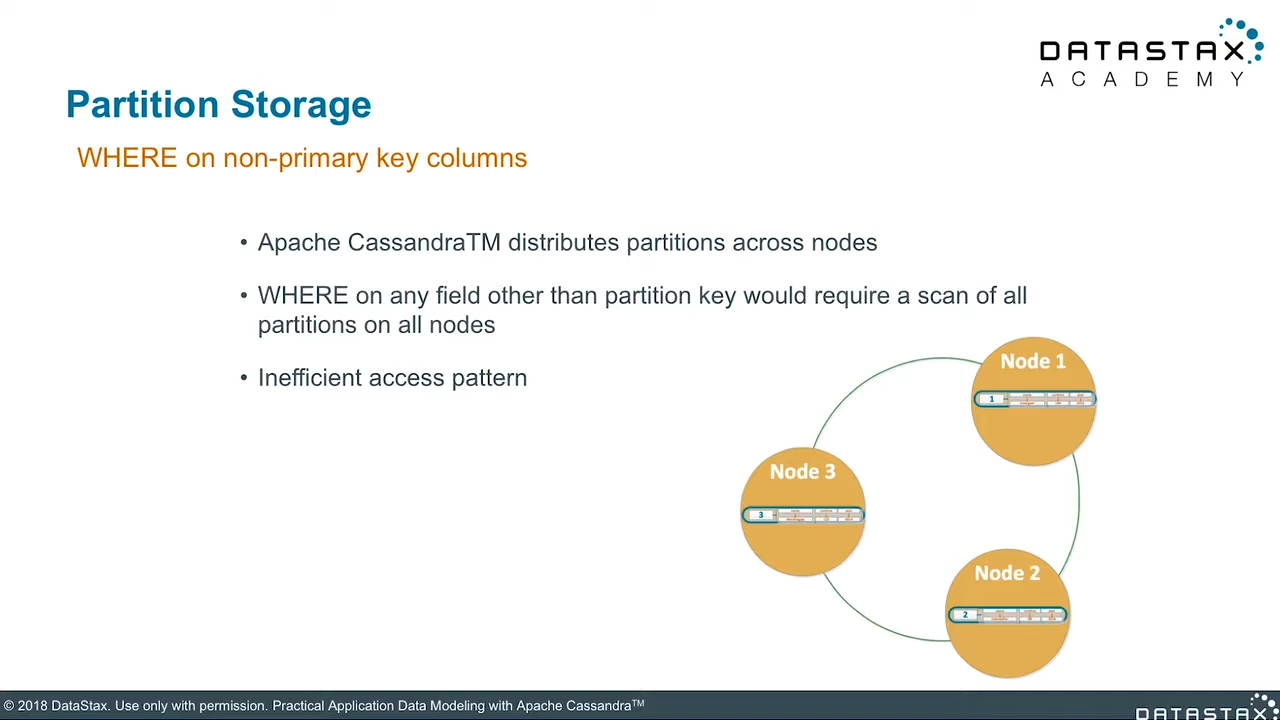 DATASTAX
ACADEMY
Partition Storage
WHERE on non-primary key columns
• Apache CassandraTM distributes partitions across nodes
• WHERE on any field other than partition key would require a scan of all
partitions on all nodes
• Inefficient access pattern
Node 1
1
Node 3
3
Node 2
2
© 2018 DataStax. Use only with permission. Practical Application Data Modeling with Apache Cassandra™
DATASTAX